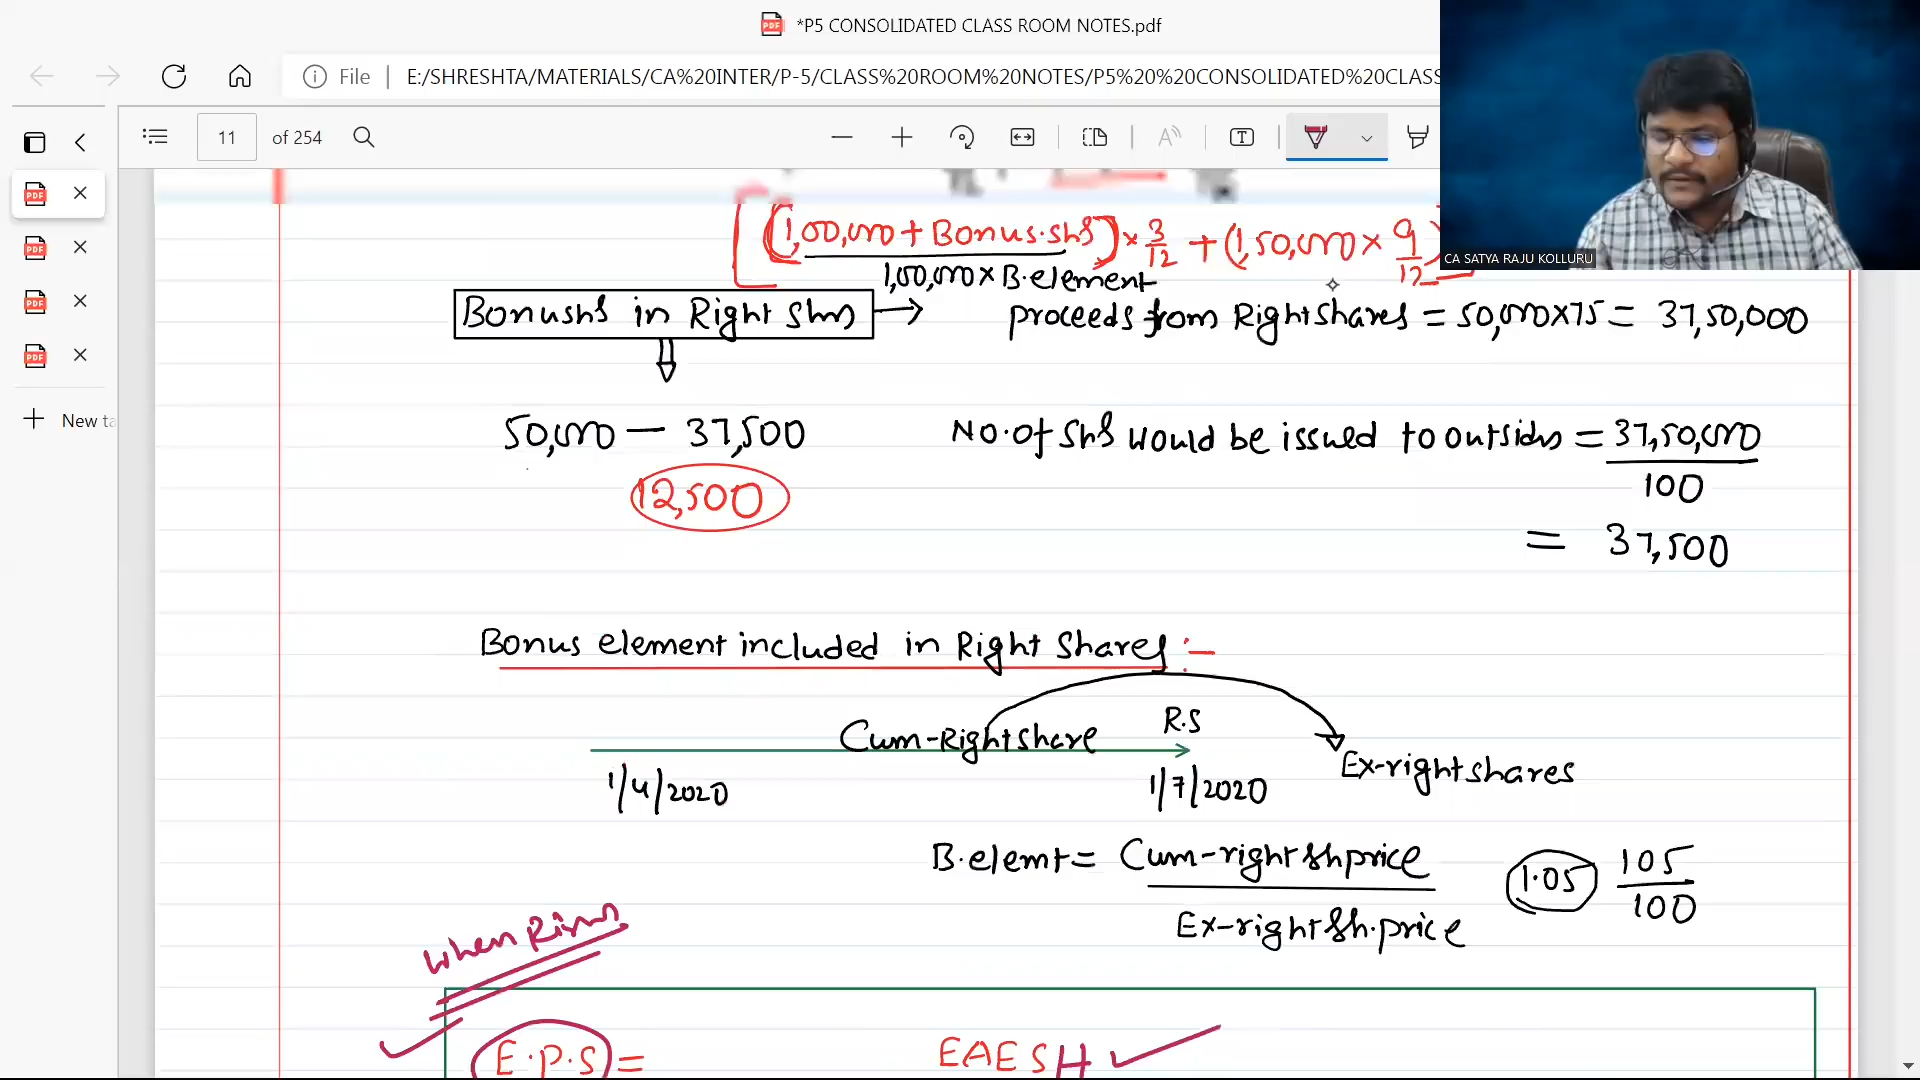 *P5 CONSOLIDATED CLASS ROOM NOTES.pdf
File | E:/SHRESHTA/MATERIALS/CA%20INTER/P-5/CLASS%20ROOM%20NOTES/P5%20%20CONSOLIDATED%20CLASS
11 of 254
New ta
(1,00,000 + Bonus.shs) × 3/12 + (1,50,000 × 9/12)
1,00,000 × B.element
CA SATYA RAJU KOLLURU
Bonus shs in Right Shrs → proceeds from Right shares = 50,000×75 = 37,50,000
50,000 — 37,500
No. of shs would be issued to outsiders = 37,50,000
100
12,500
= 37,500
Bonus element included in Right Shares :-
Cum-Right share
R.S
Ex-right shares
1/4/2020
1/7/2020
B.elemt = Cum-right sh price
Ex-right sh. price
1.05
105
100
when
E.P.S =
EAESH